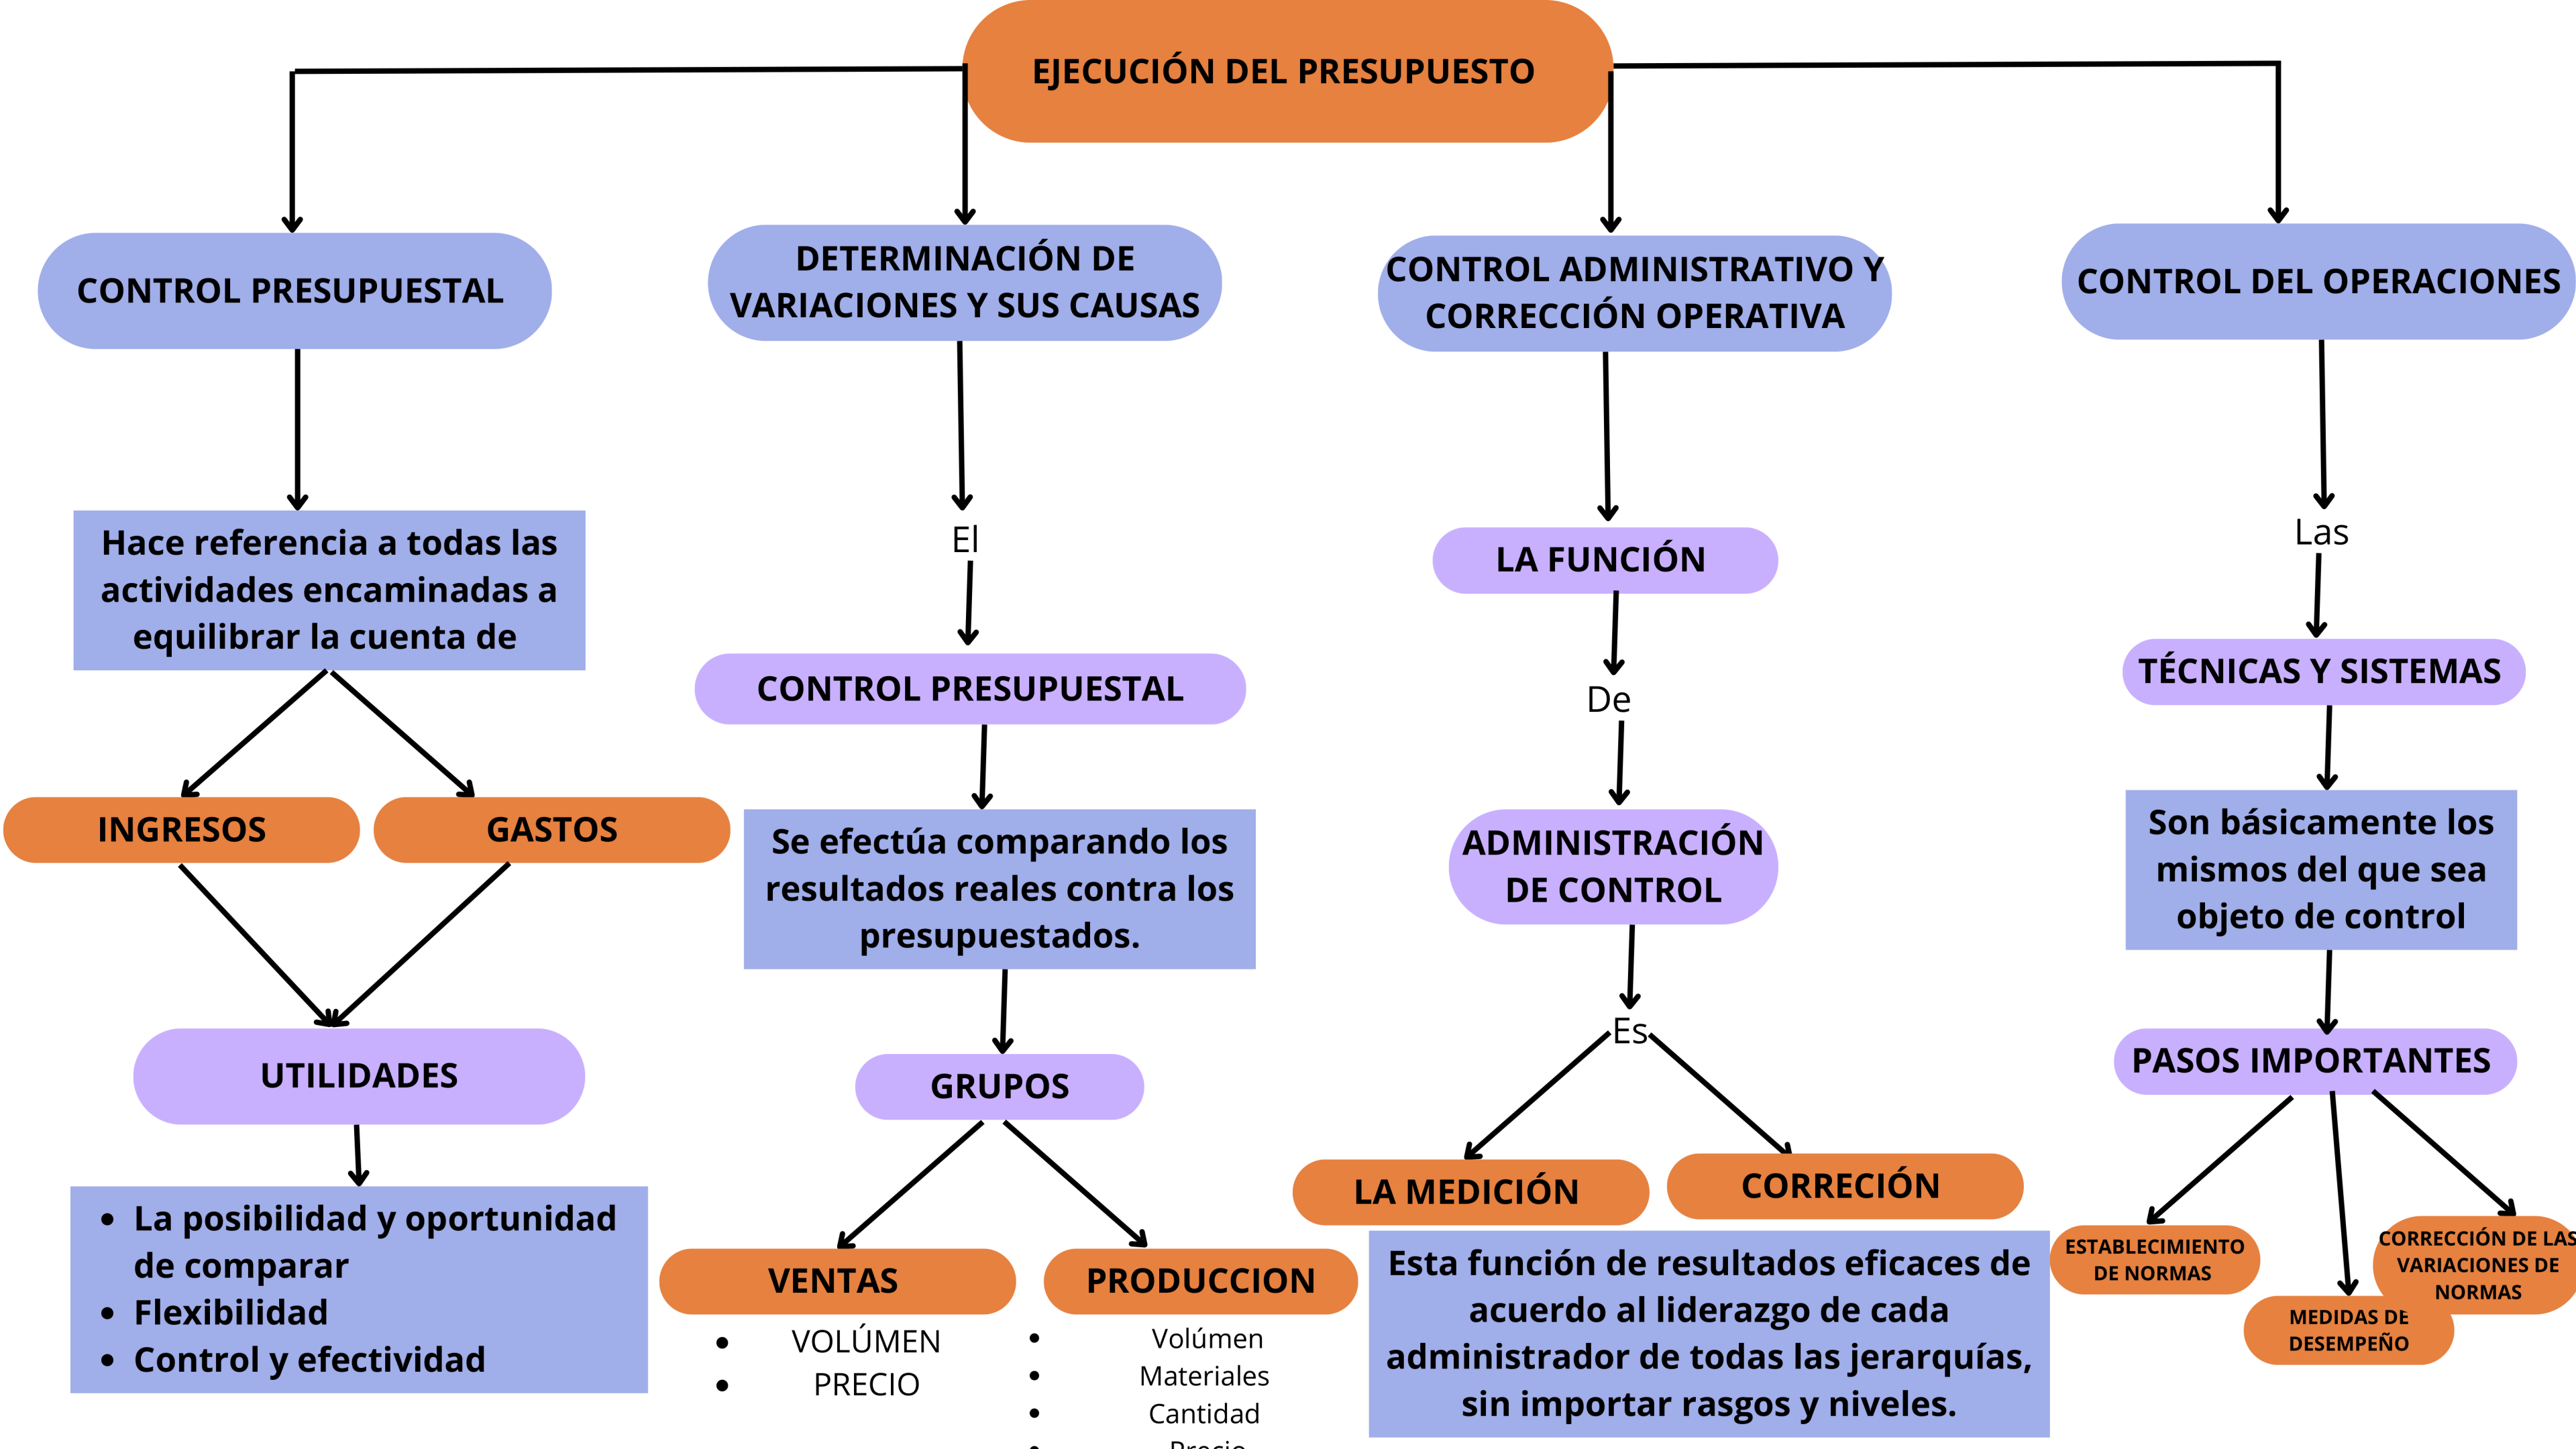 EJECUCIÓN DEL PRESUPUESTO
CONTROL PRESUPUESTAL
Hace referencia a todas las
actividades encaminadas a
equilibrar la cuenta de
INGRESOS
GASTOS
UTILIDADES
• La posibilidad y oportunidad
de comparar
• Flexibilidad
• Control y efectividad
DETERMINACIÓN DE
VARIACIONES Y SUS CAUSAS
El
CONTROL PRESUPUESTAL
Se efectúa comparando los
resultados reales contra los
presupuestados.
GRUPOS
VENTAS
• VOLÚMEN
• PRECIO
PRODUCCION
• Volúmen
• Materiales
• Cantidad
• Precio
CONTROL ADMINISTRATIVO Y
CORRECCIÓN OPERATIVA
LA FUNCIÓN
De
ADMINISTRACIÓN
DE CONTROL
Es
LA MEDICIÓN
CORRECIÓN
Esta función de resultados eficaces de
acuerdo al liderazgo de cada
administrador de todas las jerarquías,
sin importar rasgos y niveles.
CONTROL DEL OPERACIONES
Las
TÉCNICAS Y SISTEMAS
Son básicamente los
mismos del que sea
objeto de control
PASOS IMPORTANTES
ESTABLECIMIENTO
DE NORMAS
MEDIDAS DE
DESEMPEÑO
CORRECCIÓN DE LAS
VARIACIONES DE
NORMAS